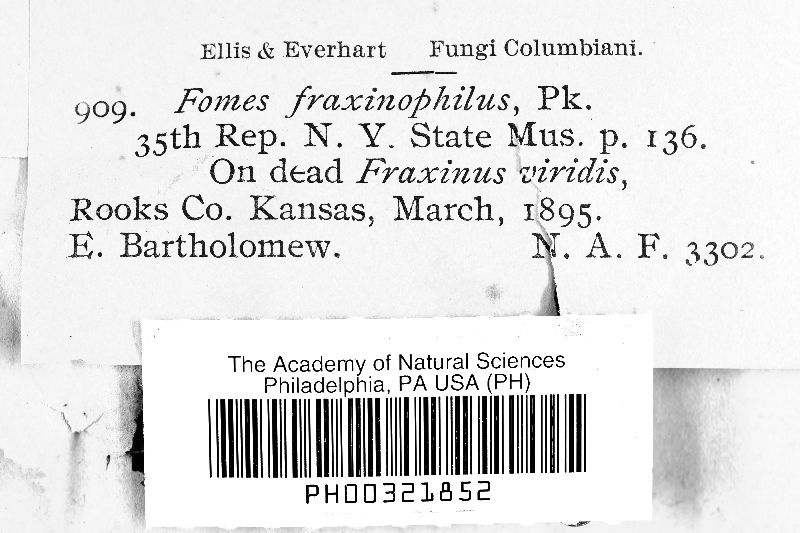 Ellis & Everhart Fungi Columbiani.
909. Fomes fraxinophilus, Pk.
35th Rep. N. Y. State Mus. p. 136.
On dead Fraxinus viridis,
Rooks Co. Kansas, March, 1895.
E. Bartholomew. N. A. F. 3302.
The Academy of Natural Sciences
Philadelphia, PA USA (PH)
PH00321852